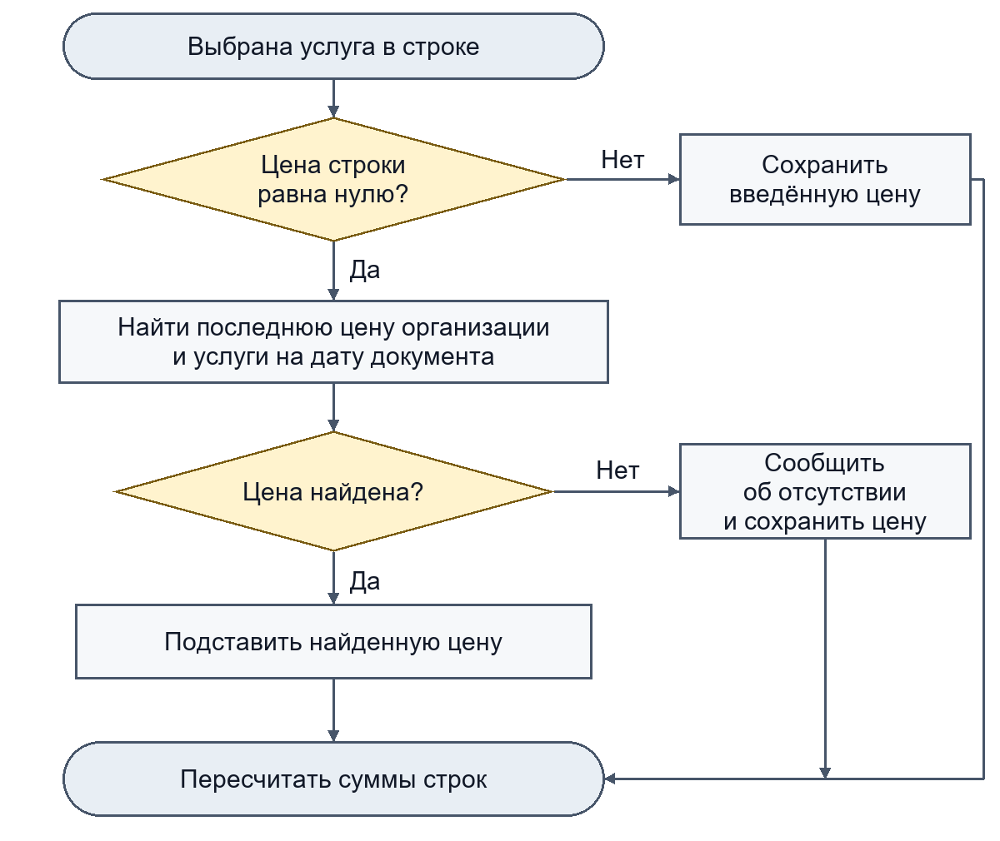 Выбрана услуга в строке
Цена строки
равна нулю?
Нет
Сохранить
введённую цену
Да
Найти последнюю цену организации
и услуги на дату документа
Цена найдена?
Нет
Сообщить
об отсутствии
и сохранить цену
Да
Подставить найденную цену
Пересчитать суммы строк